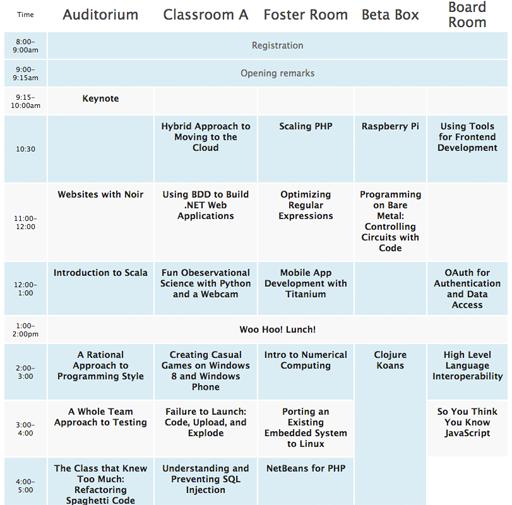 Time Auditorium Classroom A Foster Room Beta Box Board
Room
8:00–
9:00am
Registration
9:00–
9:15am
Opening remarks
9:15–
10:00am
Keynote
10:30
Hybrid Approach to
Moving to the
Cloud
Scaling PHP
Raspberry Pi
Using Tools
for Frontend
Development
11:00–
12:00
Websites with Noir
Using BDD to Build
.NET Web
Applications
Optimizing
Regular
Expressions
Programming
on Bare
Metal:
Controlling
Circuits with
Code
12:00–
1:00
Introduction to Scala
Fun Obeservational
Science with Python
and a Webcam
Mobile App
Development with
Titanium
OAuth for
Authentication
and Data
Access
1:00–
2:00pm
Woo Hoo! Lunch!
2:00–
3:00
A Rational
Approach to
Programming Style
Creating Casual
Games on Windows
8 and Windows
Phone
Intro to Numerical
Computing
Clojure
Koans
High Level
Language
Interoperability
3:00–
4:00
A Whole Team
Approach to Testing
Failure to Launch:
Code, Upload, and
Explode
Porting an
Existing
Embedded System
to Linux
So You Think
You Know
JavaScript
4:00–
5:00
The Class that Knew
Too Much:
Refactoring
Spaghetti Code
Understanding and
Preventing SQL
Injection
NetBeans for PHP